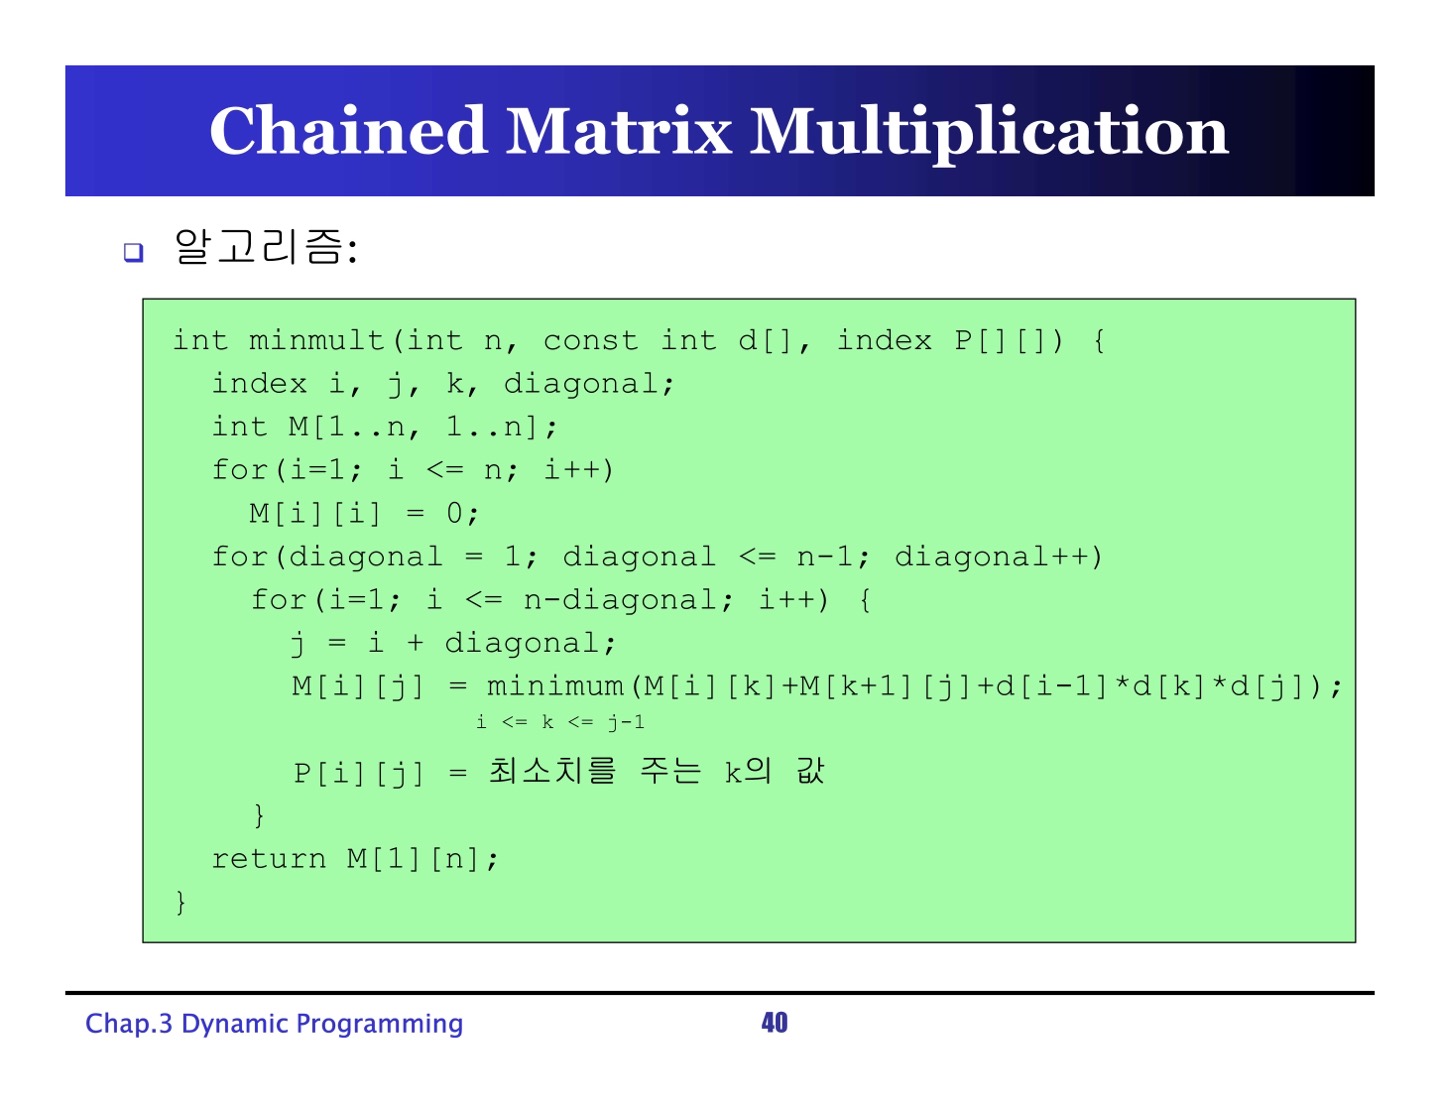 Chained Matrix Multiplication
알고리즘:
int minmult(int n, const int d[], index P[][]) {
index i, j, k, diagonal;
int M[1..n, 1..n];
for(i=1; i <= n; i++)
M[i][i] = 0;
for(diagonal = 1; diagonal <= n-1; diagonal++)
for(i=1; i <= n-diagonal; i++) {
j = i + diagonal;
M[i][j] = minimum(M[i][k]+M[k+1][j]+d[i-1]*d[k]*d[j]);
i <= k <= j-1
P[i][j] = 최소치를 주는 k의 값
}
return M[1][n];
}
Chap.3 Dynamic Programming
40